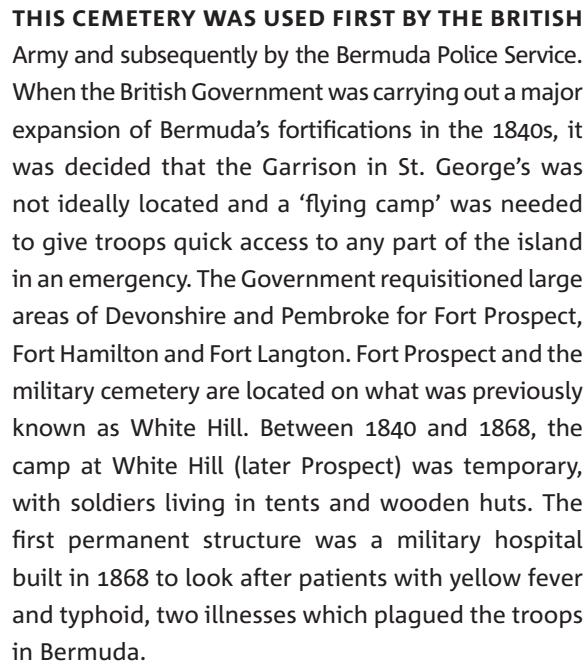 THIS CEMETERY WAS USED FIRST BY THE BRITISH
Army and subsequently by the Bermuda Police Service.
When the British Government was carrying out a major
expansion of Bermuda's fortifications in the 1840s, it
was decided that the Garrison in St. George's was
not ideally located and a 'flying camp' was needed
to give troops quick access to any part of the island
in an emergency. The Government requisitioned large
areas of Devonshire and Pembroke for Fort Prospect,
Fort Hamilton and Fort Langton. Fort Prospect and the
military cemetery are located on what was previously
known as White Hill. Between 1840 and 1868, the
camp at White Hill (later Prospect) was temporary,
with soldiers living in tents and wooden huts. The
first permanent structure was a military hospital
built in 1868 to look after patients with yellow fever
and typhoid, two illnesses which plagued the troops
in Bermuda.